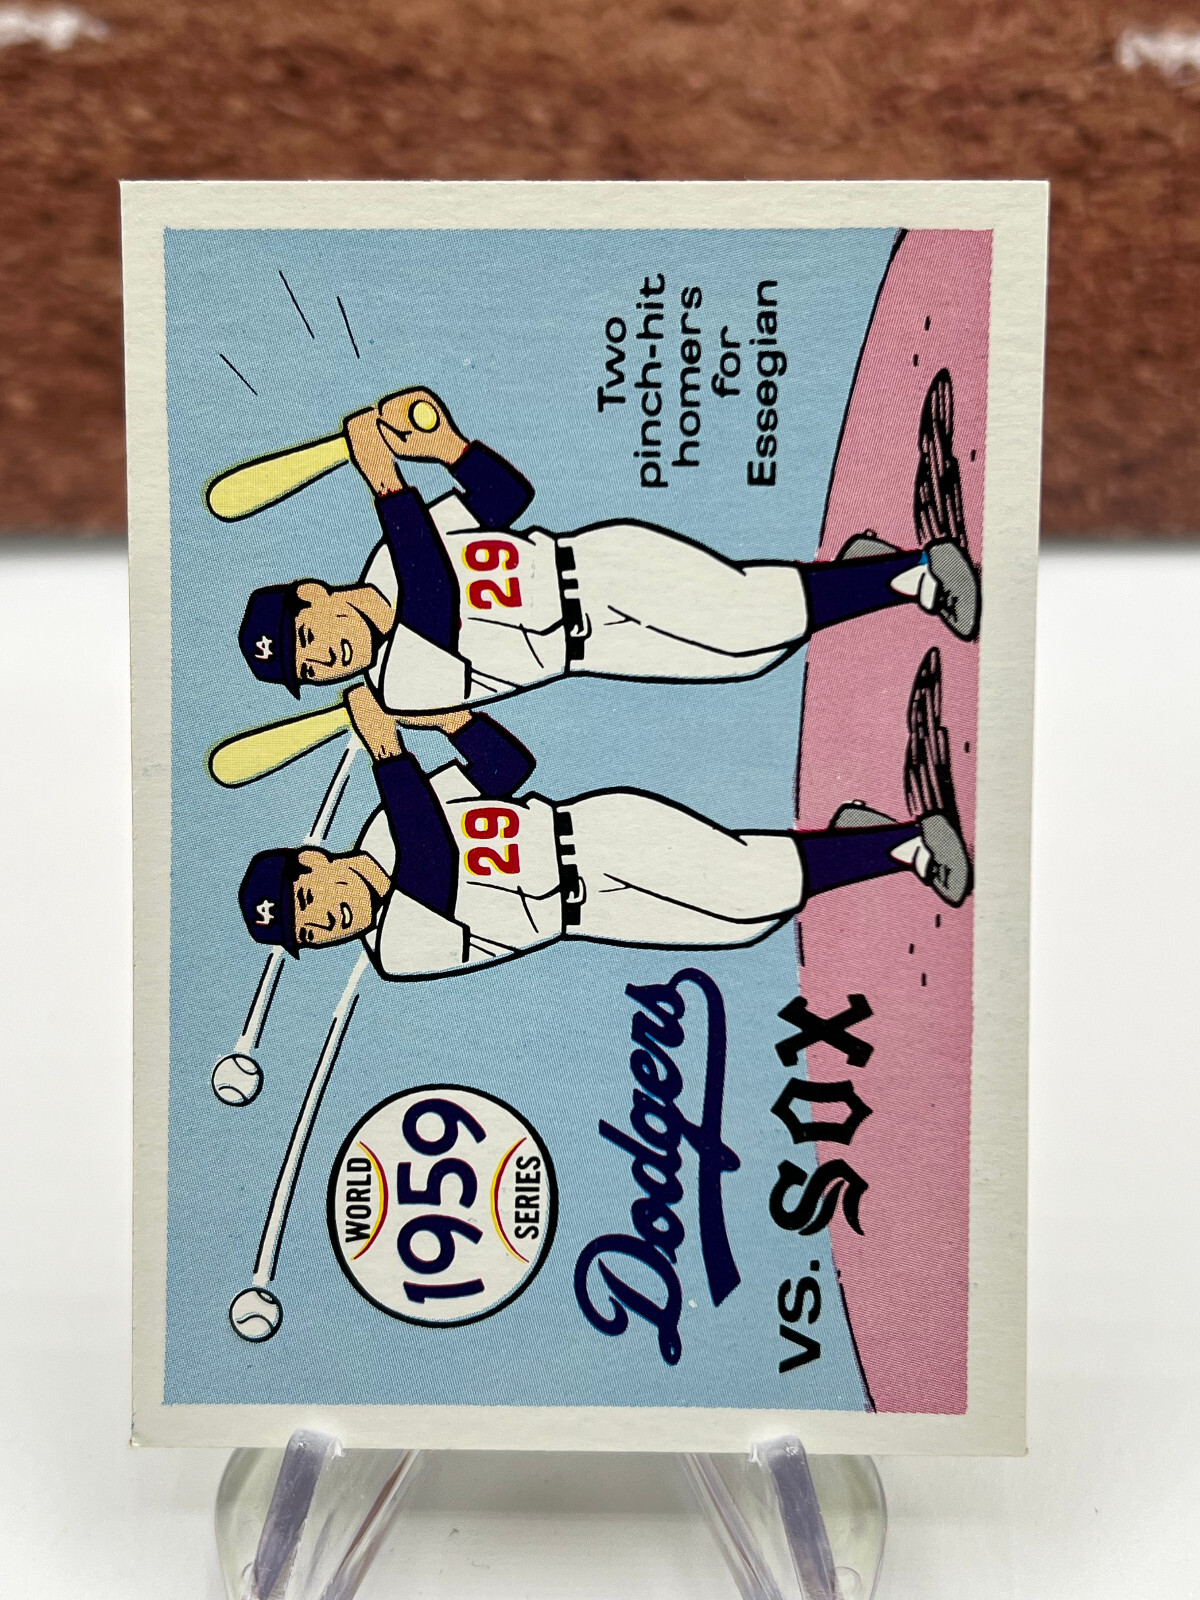 Two
pinch-hit
homers
for
Essegian
LA
29
LA
29
WORLD
1959
SERIES
Dodgers
vs. SOX